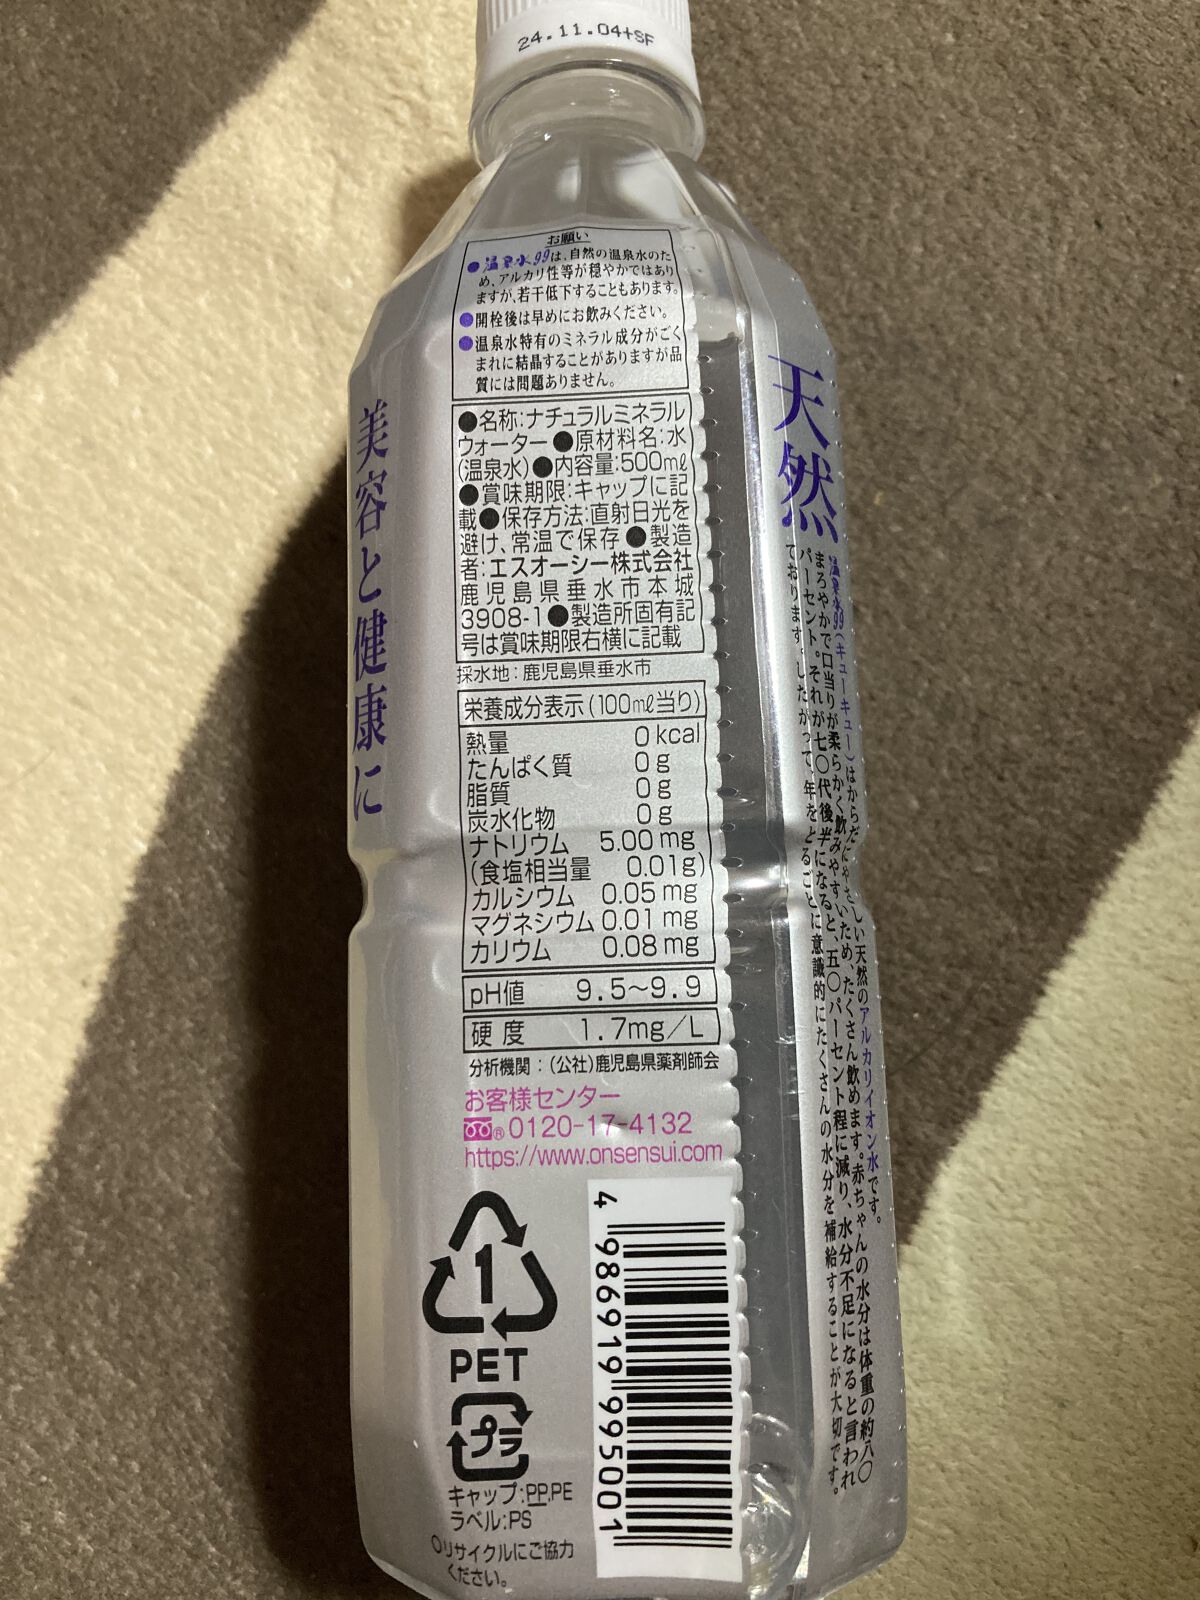 24.11.04+SF
お願い
●温泉水99は、自然の温泉水のた
め、アルカリ性等が穏やかではあり
ますが、若干低下することもあります。
●開栓後は早めにお飲みください。
●温泉水特有のミネラル成分がごく
まれに結晶することがありますが品
質には問題ありません。
●名称:ナチュラルミネラル
ウォーター●原材料名:水
(温泉水)●内容量:500mℓ
●賞味期限:キャップに記
載●保存方法:直射日光を
避け、常温で保存●製造
者:エスオーシー株式会社
鹿児島県垂水市本城
3908-1●製造所固有記
号は賞味期限右横に記載
採水地:鹿児島県垂水市
栄養成分表示(100mℓ当り)
熱量 0 kcal
たんぱく質 0 g
脂質 0 g
炭水化物 0 g
ナトリウム 5.00 mg
(食塩相当量 0.01g)
カルシウム 0.05 mg
マグネシウム 0.01 mg
カリウム 0.08 mg
pH値 9.5～9.9
硬度 1.7mg/L
分析機関:(公社)鹿児島県薬剤師会
お客様センター
®0120-17-4132
https://www.onsensui.com
1
PET
プラ
キャップ:PP,PE
ラベル:PS
○リサイクルにご協力
ください。
4 986919 995001
美容と健康に
天然
温泉水99(キューキュー)はからだにやさしい天然のアルカリイオン水です。
まろやかで口当りが柔らかく飲みやすいため、たくさん飲めます。赤ちゃんの水分は体重の約八〇
パーセント。それが七〇代後半になると、五〇パーセント程に減り、水分不足になると言われ
ております。したがって、年をとるごとに意識的にたくさんの水分を補給することが大切です。